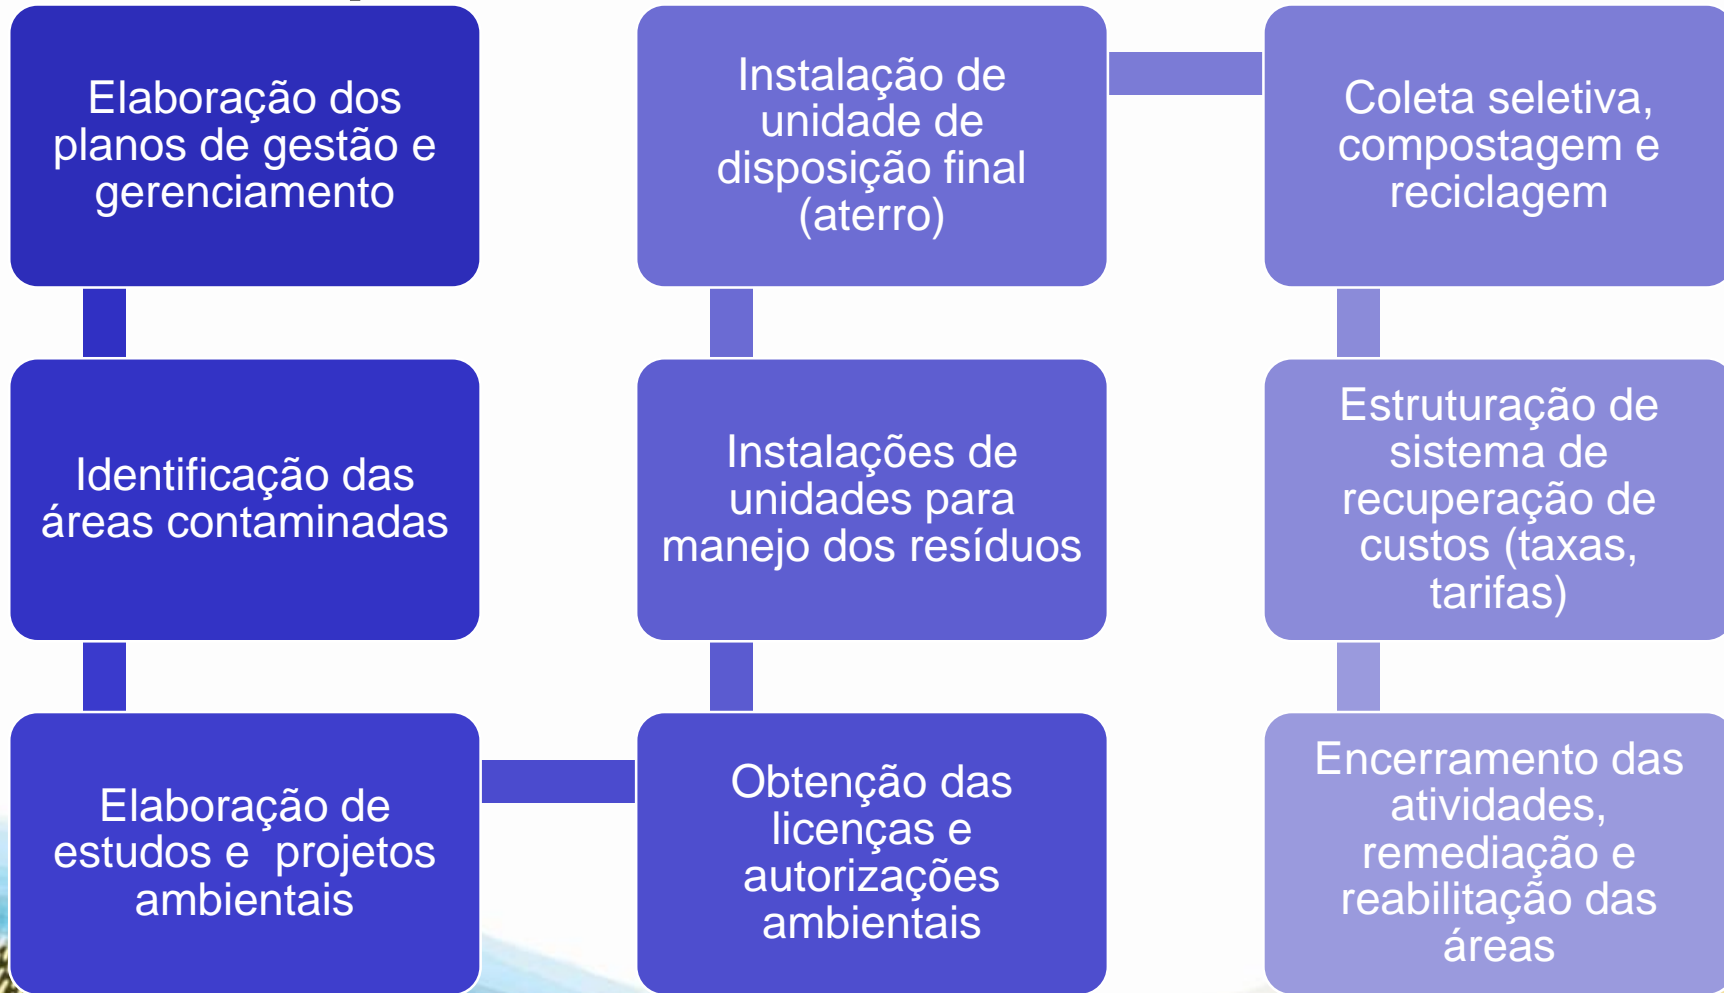 Elaboração dos
planos de gestão e
gerenciamento
Identificação das
áreas contaminadas
Elaboração de
estudos e projetos
ambientais
Obtenção das
licenças e
autorizações
ambientais
Instalações de
unidades para
manejo dos resíduos
Instalação de
unidade de
disposição final
(aterro)
Coleta seletiva,
compostagem e
reciclagem
Estruturação de
sistema de
recuperação de
custos (taxas,
tarifas)
Encerramento das
atividades,
remediação e
reabilitação das
áreas